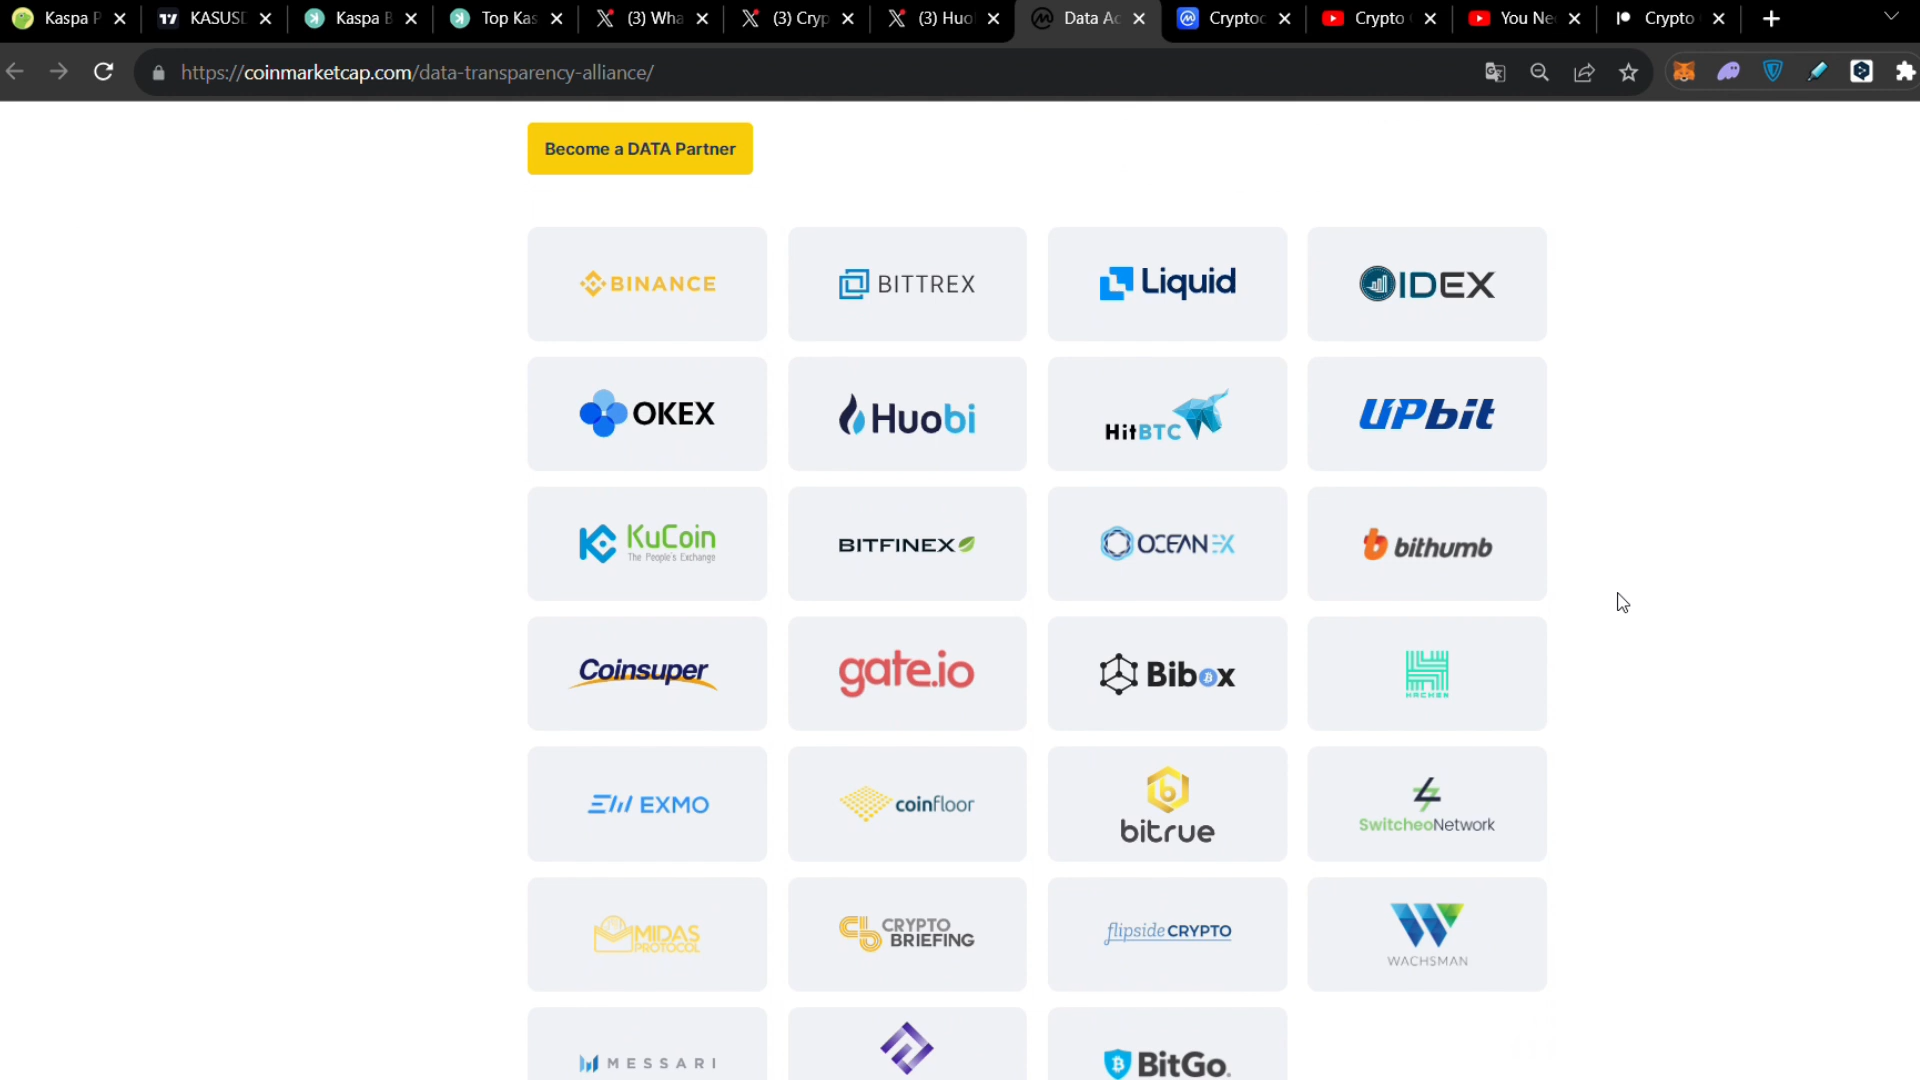 Kaspa P
KASUSD
Kaspa B
Top Kas
(3) Wha
(3) Cryp
(3) Huo
Data Ac
Cryptoc
Crypto
You Ne
Crypto
https://coinmarketcap.com/data-transparency-alliance/
Become a DATA Partner
BINANCE
BITTREX
Liquid
IDEX
OKEX
Huobi
HitBTC
UPbit
KuCoin
The People's Exchange
BITFINEX
OCEANEX
bithumb
Coinsuper
gate.io
Bibox
HACKEN
EXMO
coinfloor
bitrue
SwitcheoNetwork
MIDAS
PROTOCOL
CRYPTO
BRIEFING
flipside CRYPTO
WACHSMAN
MESSARI
BitGo.